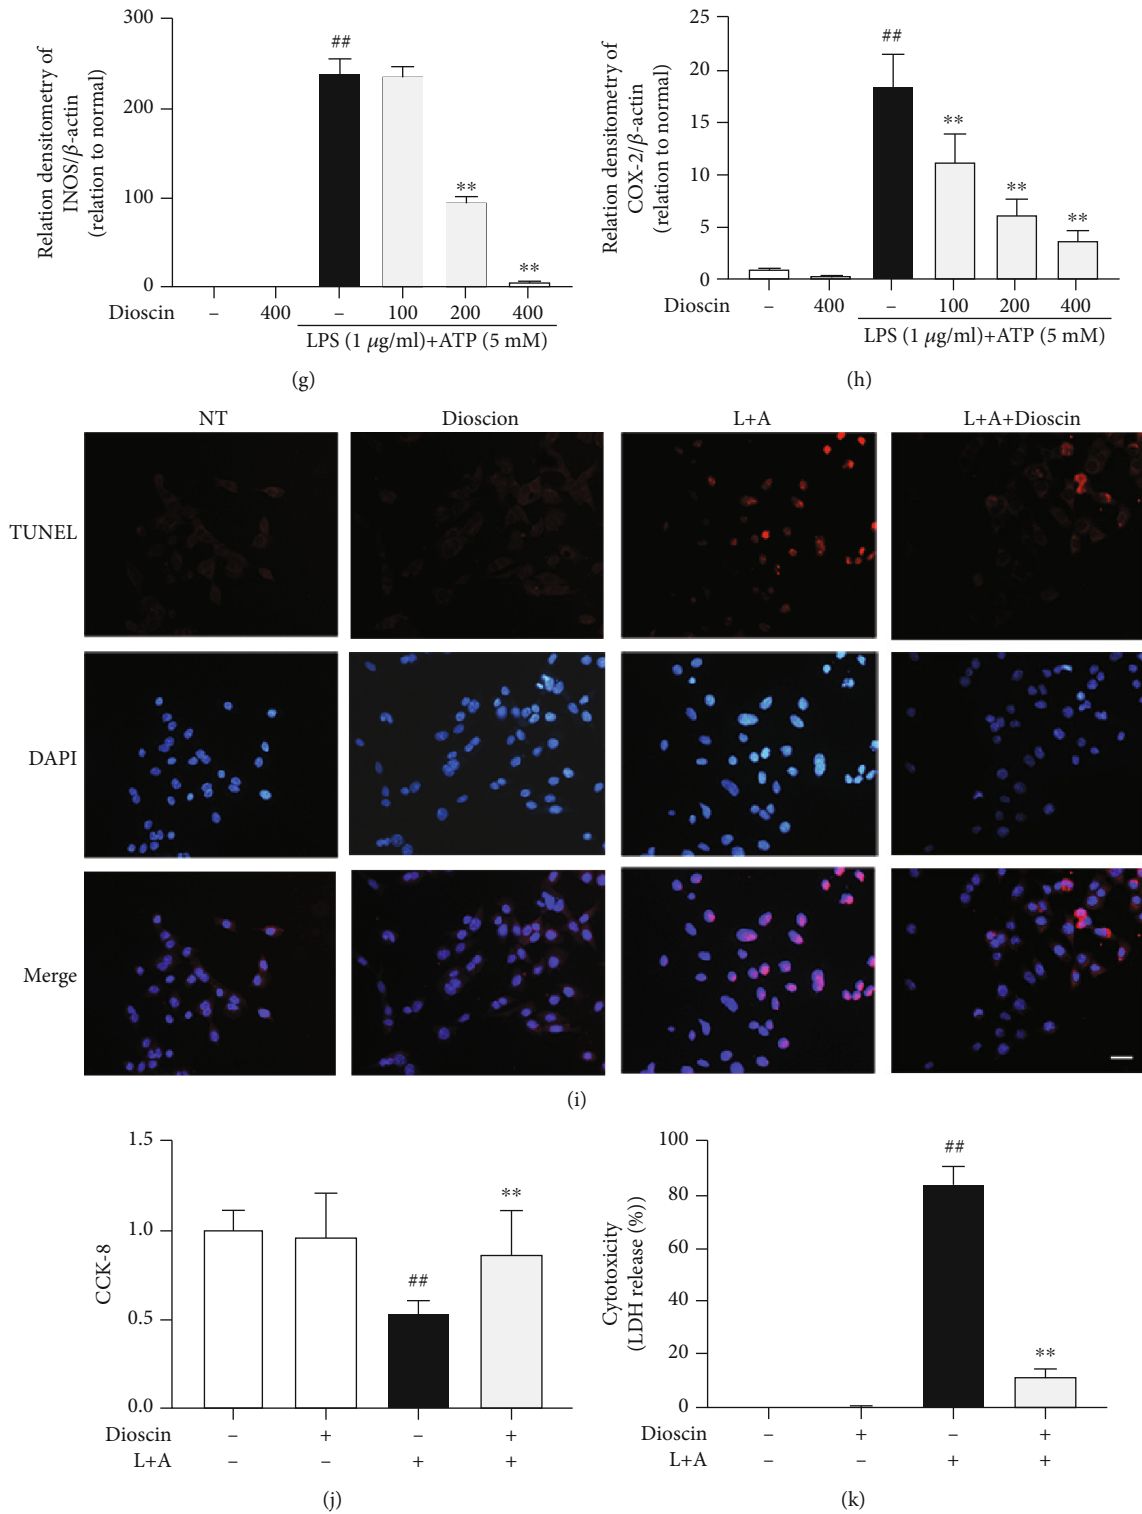 300
200
100
0
Relation densitometry of
INOS/β-actin
(relation to normal)
##
**
**
Dioscin – 400 – 100 200 400
LPS (1 μg/ml)+ATP (5 mM)
(g)
25
20
15
10
5
0
Relation densitometry of
COX-2/β-actin
(relation to normal)
##
**
**
**
Dioscin – 400 – 100 200 400
LPS (1 μg/ml)+ATP (5 mM)
(h)
NT Dioscion L+A L+A+Dioscin
TUNEL
DAPI
Merge
(i)
1.5
1.0
0.5
0.0
CCK-8
##
**
Dioscin – + – +
L+A – – + +
(j)
100
80
60
40
20
0
Cytotoxicity
(LDH release (%))
##
**
Dioscin – + – +
L+A – – + +
(k)